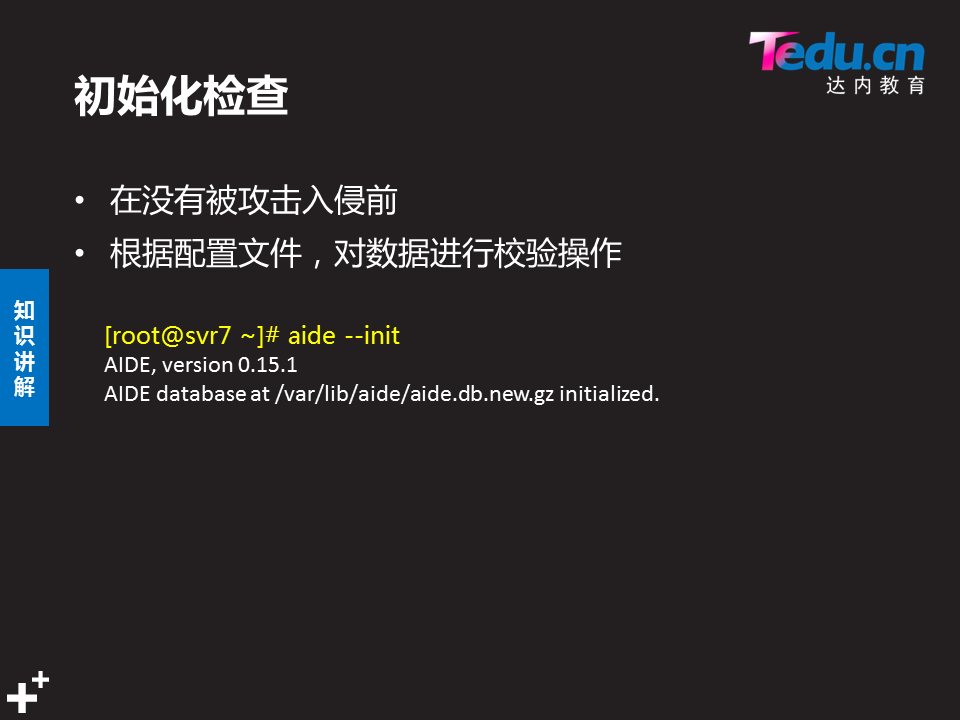 Tedu.cn
达内教育
初始化检查
• 在没有被攻击入侵前
• 根据配置文件，对数据进行校验操作
知识讲解
[root@svr7 ~]# aide --init
AIDE, version 0.15.1
AIDE database at /var/lib/aide/aide.db.new.gz initialized.